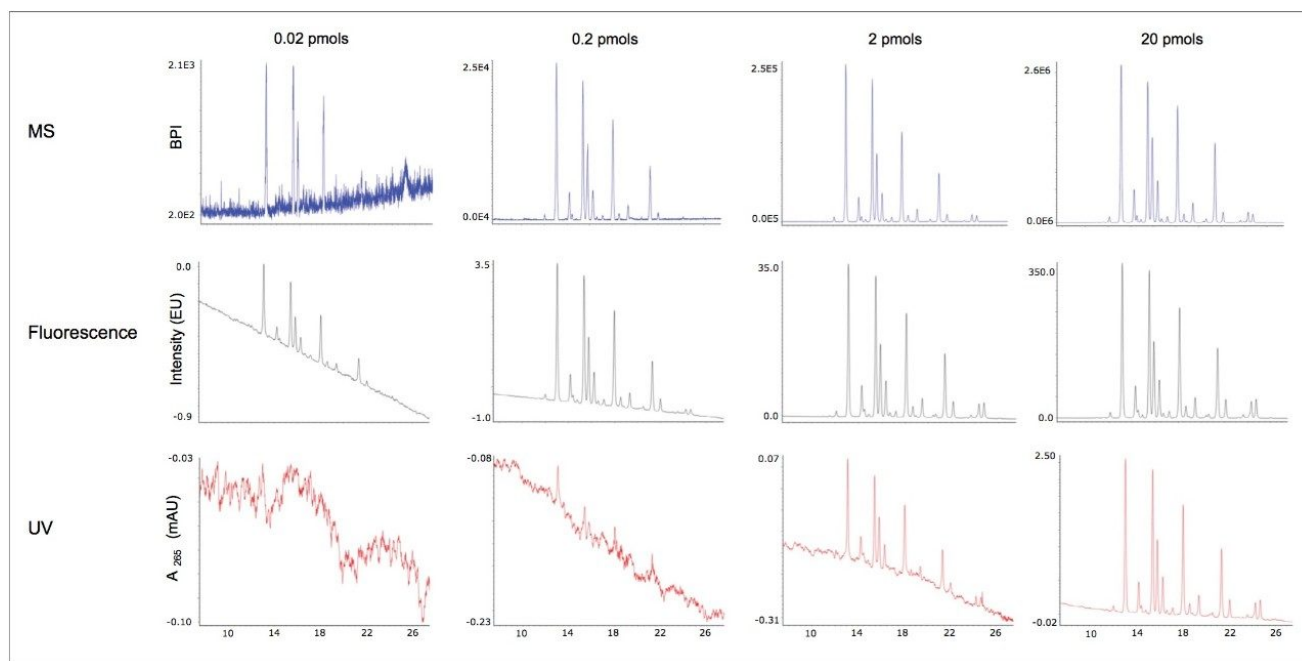 0.02 pmols 0.2 pmols 2 pmols 20 pmols
MS
BPI
2.1E3
2.0E2
2.5E4
0.0E4
2.5E5
0.0E5
2.6E6
0.0E6
Fluorescence
Intensity (EU)
0.0
-0.9
3.5
-1.0
35.0
0.0
350.0
0.0
UV
A 265 (mAU)
-0.03
-0.10
-0.08
-0.23
0.07
-0.31
2.50
-0.02
10 14 18 22 26 10 14 18 22 26 10 14 18 22 26 10 14 18 22 26